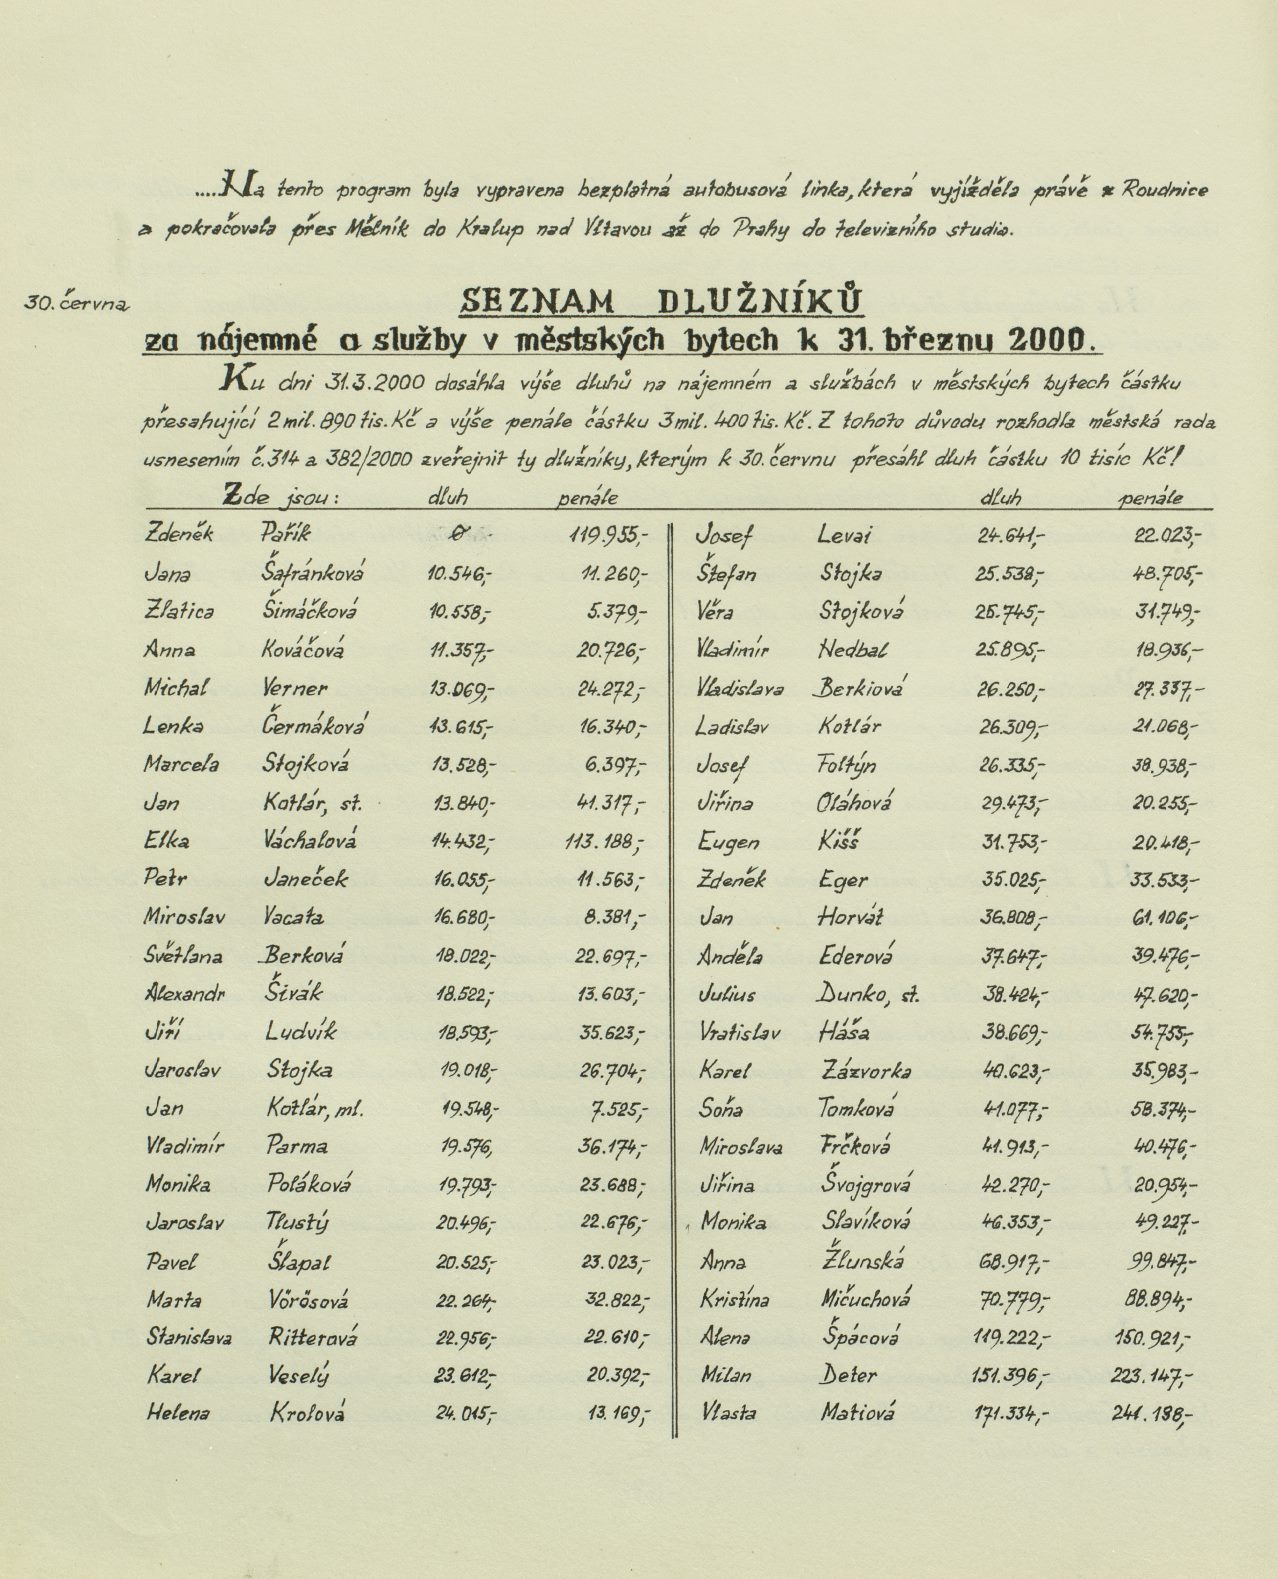 ....Na tento program byla vypravena bezplatná autobusová linka, která vyjížděla právě z Roudnice
a pokračovala přes Mělník do Kralup nad Vltavou až do Prahy do televizního studia.
30. června
SEZNAM DLUŽNÍKŮ
za nájemné a služby v městských bytech k 31. březnu 2000.
Ku dni 31.3.2000 dosáhla výše dluhů na nájemném a službách v městských bytech částku
přesahující 2 mil. 890 tis. Kč a výše penále částku 3 mil. 400 tis. Kč. Z tohoto důvodu rozhodla městská rada
usnesením č. 314 a 382/2000 zveřejnit ty dlužníky, kterým k 30. červnu přesáhl dluh částku 10 tisíc Kč!
Zde jsou: dluh penále dluh penále
Zdeněk Pařík 0 119.955,- Josef Levai 24.641,- 22.023,-
Jana Šafránková 10.546,- 11.260,- Štefan Stojka 25.538,- 48.705,-
Zlatica Šimáčková 10.558,- 5.379,- Věra Stojková 25.745,- 31.749,-
Anna Kováčová 11.357,- 20.726,- Vladimír Nedbal 25.895,- 18.936,-
Michal Verner 13.069,- 24.272,- Vladislava Berkiová 26.250,- 27.337,-
Lenka Čermáková 13.615,- 16.340,- Ladislav Kotlár 26.309,- 21.068,-
Marcela Stojková 13.528,- 6.397,- Josef Foltýn 26.335,- 38.938,-
Jan Kotlár, st. 13.840,- 41.317,- Jiřina Oláhová 29.473,- 20.255,-
Elka Váchalová 14.432,- 113.188,- Eugen Kišš 31.753,- 20.418,-
Petr Janeček 16.055,- 11.563,- Zdeněk Eger 35.025,- 33.533,-
Miroslav Vacata 16.680,- 8.381,- Jan Horvát 36.808,- 61.106,-
Světlana Berková 18.022,- 22.697,- Anděla Ederová 37.647,- 39.476,-
Alexandr Širák 18.522,- 13.603,- Julius Dunko, st. 38.424,- 47.620,-
Jiří Ludvík 18.593,- 35.623,- Vratislav Háša 38.669,- 54.755,-
Jaroslav Stojka 19.018,- 26.704,- Karel Zázvorka 40.623,- 35.983,-
Jan Kotlár, ml. 19.548,- 7.525,- Soňa Tomková 41.077,- 58.374,-
Vladimír Parma 19.576, 36.174,- Miroslava Frčková 41.913,- 40.476,-
Monika Poláková 19.793,- 23.688,- Jiřina Švojgrová 42.270,- 20.954,-
Jaroslav Tlustý 20.496,- 22.676,- Monika Slavíková 46.353,- 49.227,-
Pavel Šlapal 20.525,- 23.023,- Anna Žlunská 68.917,- 99.847,-
Marta Vörösová 22.264,- 32.822,- Kristína Mičuchová 70.779,- 88.894,-
Stanislava Ritterová 22.956,- 22.610,- Alena Špácová 119.222,- 150.921,-
Karel Veselý 23.612,- 20.392,- Milan Deter 151.396,- 223.147,-
Helena Krolová 24.015,- 13.169,- Vlasta Matiová 171.334,- 241.188,-